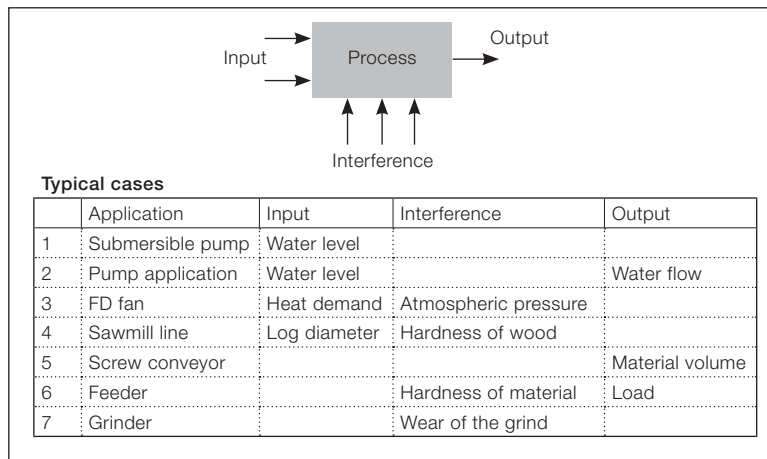 Input
Process
Output
Interference
Typical cases
Application Input Interference Output
1 Submersible pump Water level
2 Pump application Water level Water flow
3 FD fan Heat demand Atmospheric pressure
4 Sawmill line Log diameter Hardness of wood
5 Screw conveyor Material volume
6 Feeder Hardness of material Load
7 Grinder Wear of the grind